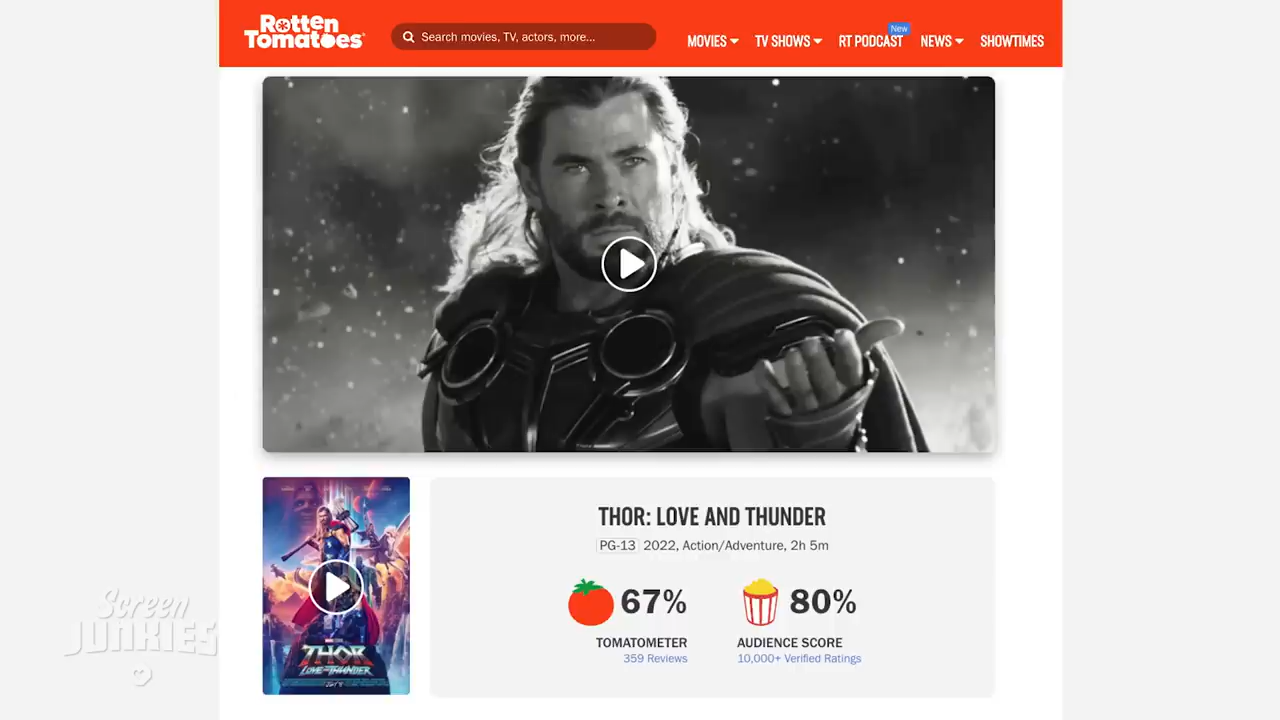 Rotten
Tomatoes
Search movies, TV, actors, more...
MOVIES
TV SHOWS
RT PODCAST
New
NEWS
SHOWTIMES
THOR: LOVE AND THUNDER
PG-13 2022, Action/Adventure, 2h 5m
67%
80%
TOMATOMETER
AUDIENCE SCORE
359 Reviews
10,000+ Verified Ratings
THOR
LOVE AND THUNDER
Screen
JUNKIES